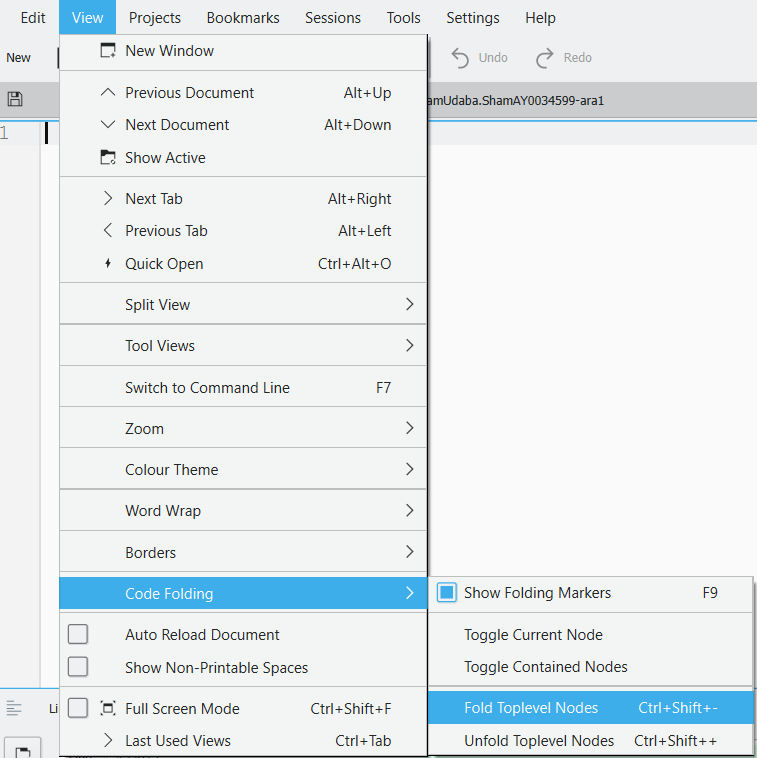 Edit View Projects Bookmarks Sessions Tools Settings Help
New Undo Redo
amUdaba.ShamAY0034599-ara1
1
New Window
Previous Document Alt+Up
Next Document Alt+Down
Show Active
Next Tab Alt+Right
Previous Tab Alt+Left
Quick Open Ctrl+Alt+O
Split View
Tool Views
Switch to Command Line F7
Zoom
Colour Theme
Word Wrap
Borders
Code Folding
Auto Reload Document
Show Non-Printable Spaces
Full Screen Mode Ctrl+Shift+F
Last Used Views Ctrl+Tab
Show Folding Markers F9
Toggle Current Node
Toggle Contained Nodes
Fold Toplevel Nodes Ctrl+Shift+-
Unfold Toplevel Nodes Ctrl+Shift++
Li